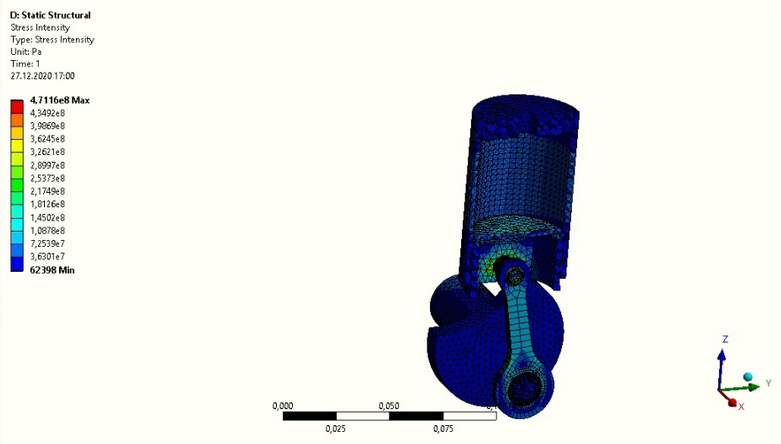 D: Static Structural
Stress Intensity
Type: Stress Intensity
Unit: Pa
Time: 1
27.12.2020 17:00
4,7116e8 Max
4,3492e8
3,9869e8
3,6245e8
3,2621e8
2,8997e8
2,5373e8
2,1749e8
1,8126e8
1,4502e8
1,0878e8
7,2539e7
3,6301e7
62398 Min
Z
Y
X
0,000
0,050
0,025
0,075